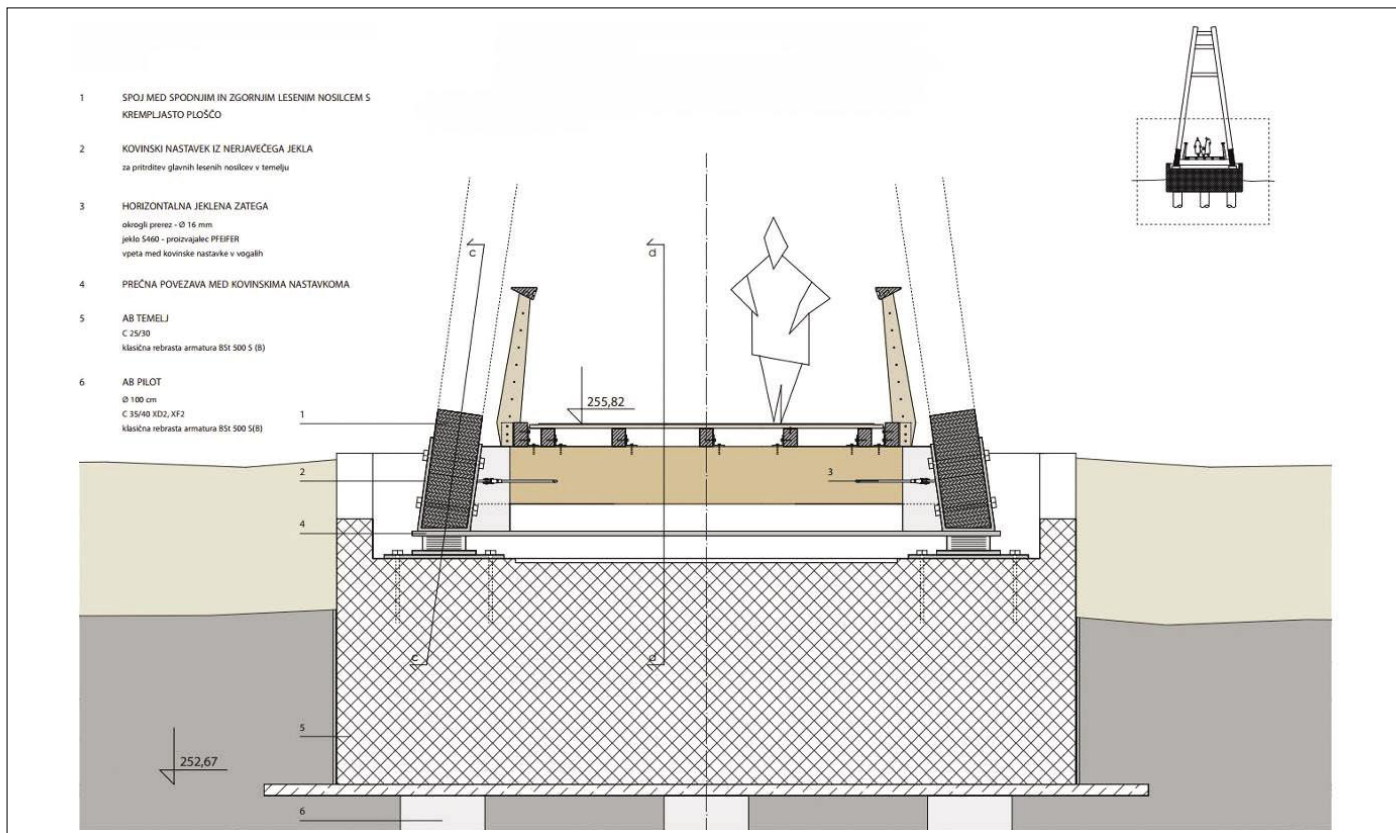 1 SPOJ MED SPODNJIM IN ZGORNJIM LESENIM NOSILCEM S
KREMPLJASTO PLOŠČO
2 KOVINSKI NASTAVEK IZ NERJAVEČEGA JEKLA
za pritrditev glavnih lesenih nosilcev v temelju
3 HORIZONTALNA JEKLENA ZATEGA
okrogli prerez - Ø 16 mm
jeklo S460 - proizvajalec PFEIFER
vpeta med kovinske nastavke v vogalih
4 PREČNA POVEZAVA MED KOVINSKIMA NASTAVKOMA
5 AB TEMELJ
C 25/30
klasična rebrasta armatura BSt 500 S (B)
6 AB PILOT
Ø 100 cm
C 35/40 XD2, XF2
klasična rebrasta armatura BSt 500 S(B)
c
d
255,82
1
2
3
4
c
d
5
252,67
6